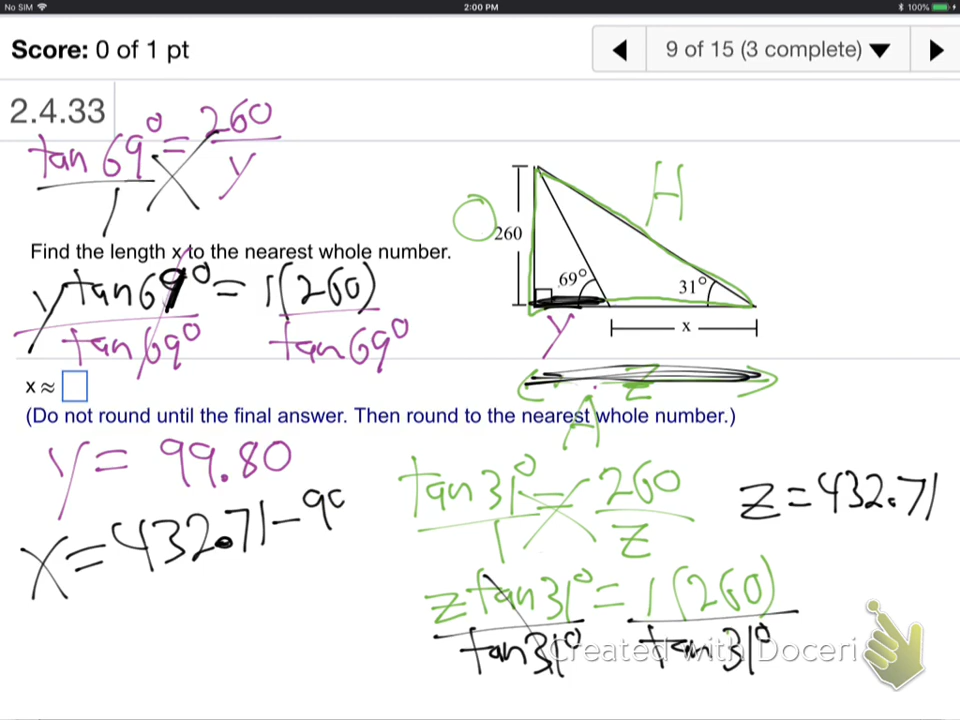 No SIM 2:00 PM 100%
Score: 0 of 1 pt 9 of 15 (3 complete)
2.4.33
tan 69° = 260
1 y
O H
260 69° 31°
Find the length x to the nearest whole number.
y tan 69° = 1(260)
tan 69° tan 69°
y x
x ≈
z
(Do not round until the final answer. Then round to the nearest whole number.)
A
y = 99.80
tan 31° = 260
1 z
z = 432.71
x = 432.71 - 99
z tan 31° = 1(260)
tan 31° tan 31°
Created with Doceri